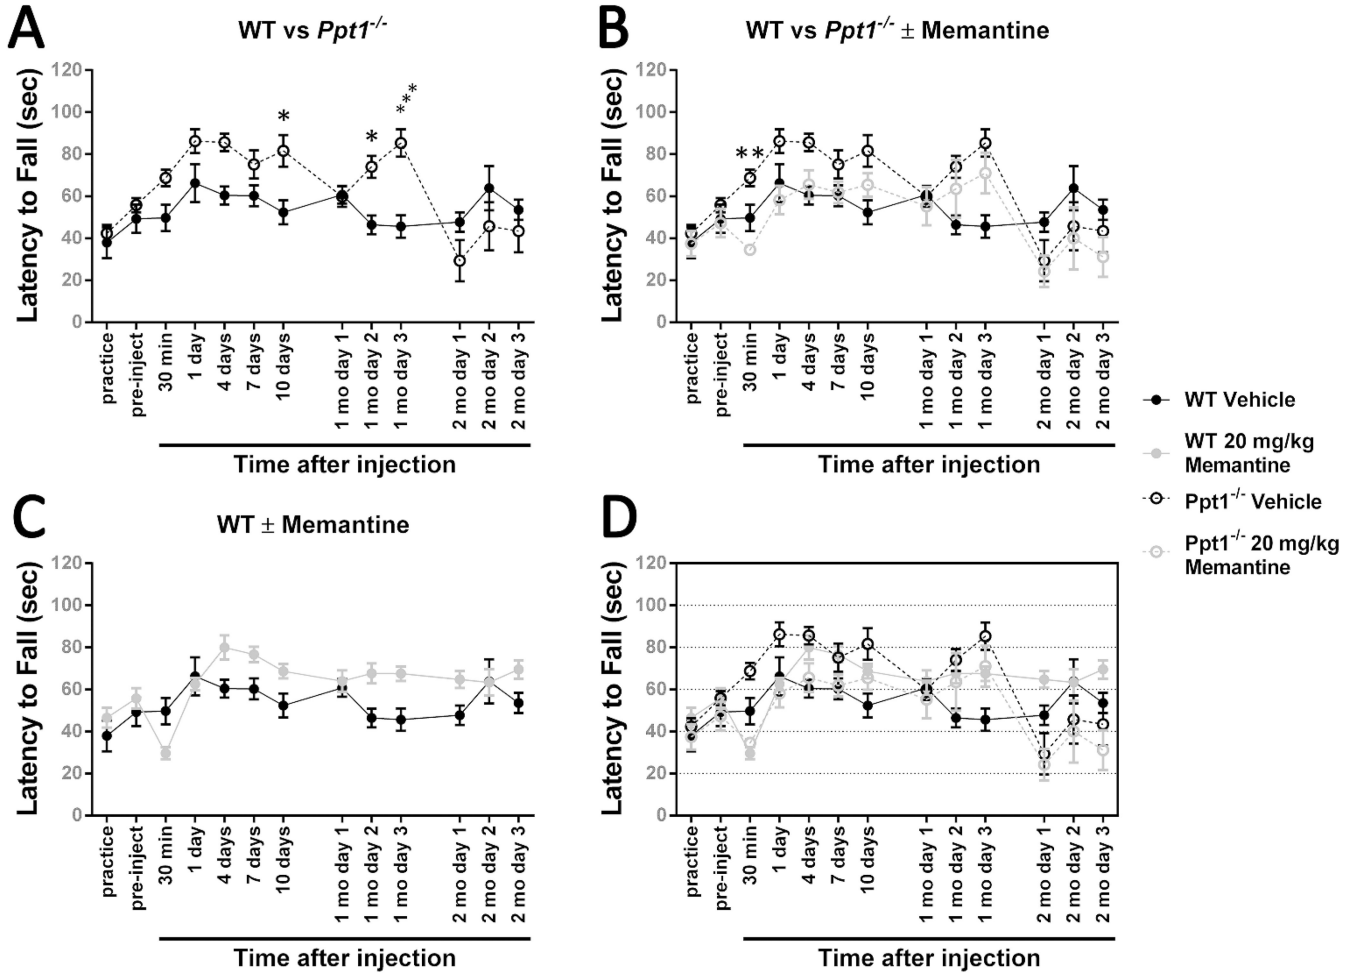 A
WT vs Ppt1-/-
Latency to Fall (sec)
120
100
80
60
40
20
0
*
*
***
practice
pre-inject
30 min
1 day
4 days
7 days
10 days
1 mo day 1
1 mo day 2
1 mo day 3
2 mo day 1
2 mo day 2
2 mo day 3
Time after injection
B
WT vs Ppt1-/- ± Memantine
Latency to Fall (sec)
120
100
80
60
40
20
0
**
practice
pre-inject
30 min
1 day
4 days
7 days
10 days
1 mo day 1
1 mo day 2
1 mo day 3
2 mo day 1
2 mo day 2
2 mo day 3
Time after injection
WT Vehicle
WT 20 mg/kg
Memantine
Ppt1-/- Vehicle
Ppt1-/- 20 mg/kg
Memantine
C
WT ± Memantine
Latency to Fall (sec)
120
100
80
60
40
20
0
practice
pre-inject
30 min
1 day
4 days
7 days
10 days
1 mo day 1
1 mo day 2
1 mo day 3
2 mo day 1
2 mo day 2
2 mo day 3
Time after injection
D
Latency to Fall (sec)
120
100
80
60
40
20
0
practice
pre-inject
30 min
1 day
4 days
7 days
10 days
1 mo day 1
1 mo day 2
1 mo day 3
2 mo day 1
2 mo day 2
2 mo day 3
Time after injection